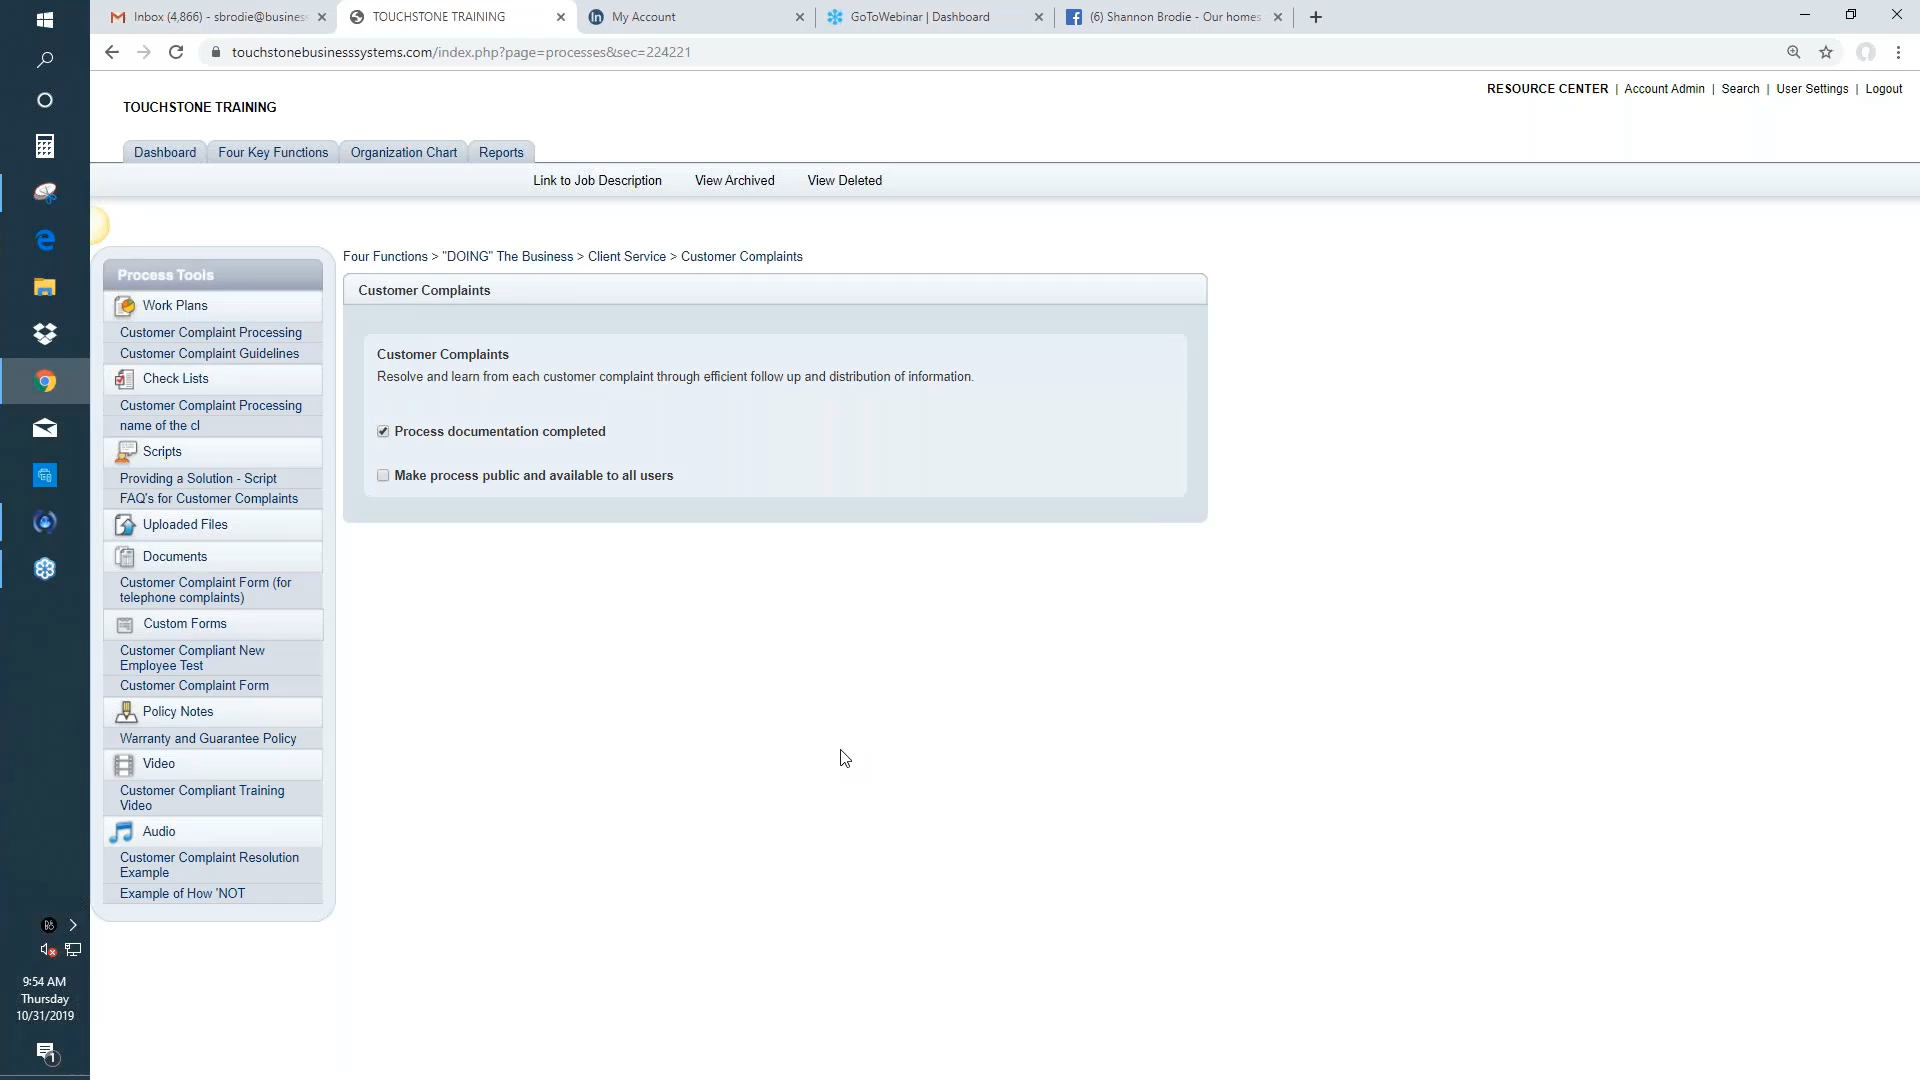 Inbox (4,866) - sbrodie@busines
TOUCHSTONE TRAINING
My Account
GoToWebinar | Dashboard
(6) Shannon Brodie - Our homes
touchstonebusinesssystems.com/index.php?page=processes&sec=224221
RESOURCE CENTER | Account Admin | Search | User Settings | Logout
TOUCHSTONE TRAINING
Dashboard
Four Key Functions
Organization Chart
Reports
Link to Job Description
View Archived
View Deleted
Four Functions > "DOING" The Business > Client Service > Customer Complaints
Process Tools
Work Plans
Customer Complaint Processing
Customer Complaint Guidelines
Check Lists
Customer Complaint Processing
name of the cl
Scripts
Providing a Solution - Script
FAQ's for Customer Complaints
Uploaded Files
Documents
Customer Complaint Form (for
telephone complaints)
Custom Forms
Customer Compliant New
Employee Test
Customer Complaint Form
Policy Notes
Warranty and Guarantee Policy
Video
Customer Compliant Training
Video
Audio
Customer Complaint Resolution
Example
Example of How 'NOT
Customer Complaints
Customer Complaints
Resolve and learn from each customer complaint through efficient follow up and distribution of information.
Process documentation completed
Make process public and available to all users
9:54 AM
Thursday
10/31/2019
1